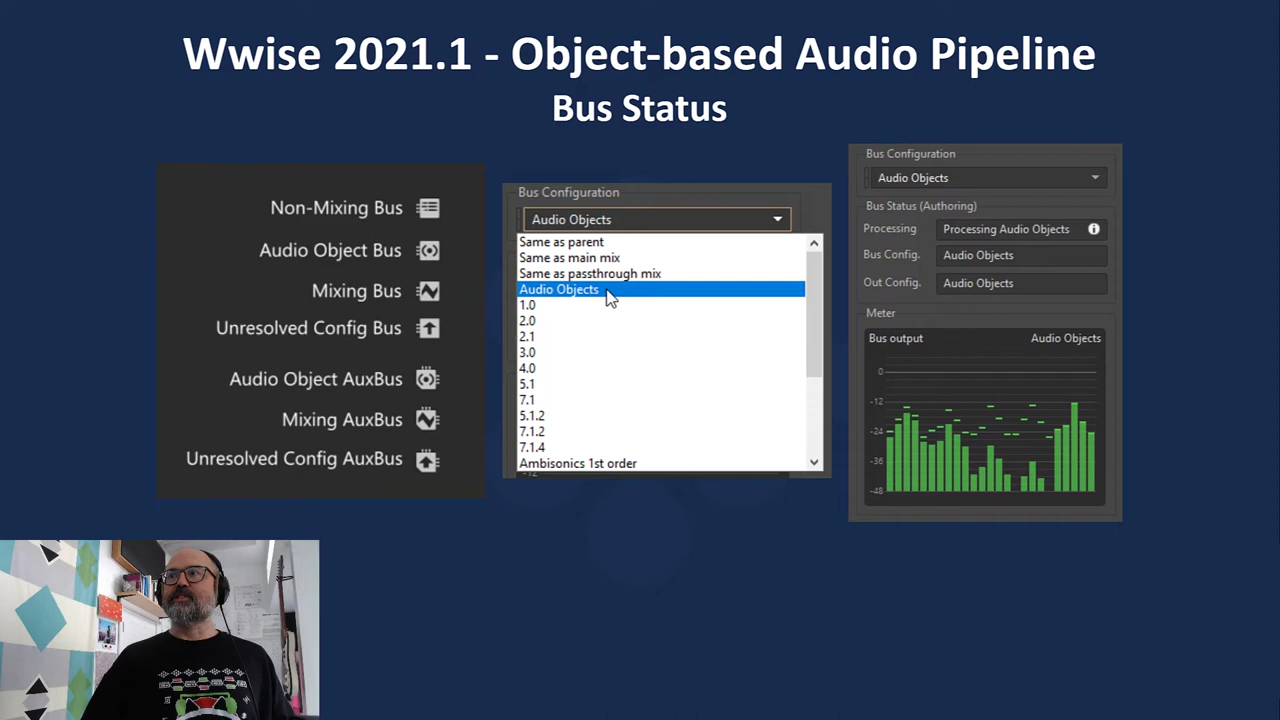 Wwise 2021.1 - Object-based Audio Pipeline
Bus Status
Non-Mixing Bus
Audio Object Bus
Mixing Bus
Unresolved Config Bus
Audio Object AuxBus
Mixing AuxBus
Unresolved Config AuxBus
Bus Configuration
Audio Objects
Same as parent
Same as main mix
Same as passthrough mix
Audio Objects
1.0
2.0
2.1
3.0
4.0
5.1
7.1
5.1.2
7.1.2
7.1.4
Ambisonics 1st order
-12
Bus Configuration
Audio Objects
Bus Status (Authoring)
Processing Processing Audio Objects
Bus Config. Audio Objects
Out Config. Audio Objects
Meter
Bus output Audio Objects
0
-12
-24
-36
-48